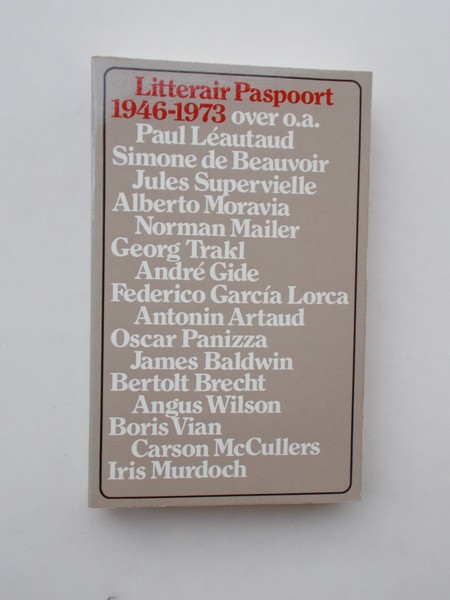 Litterair Paspoort
1946-1973 over o.a.
Paul Léautaud
Simone de Beauvoir
Jules Supervielle
Alberto Moravia
Norman Mailer
Georg Trakl
André Gide
Federico García Lorca
Antonin Artaud
Oscar Panizza
James Baldwin
Bertolt Brecht
Angus Wilson
Boris Vian
Carson McCullers
Iris Murdoch